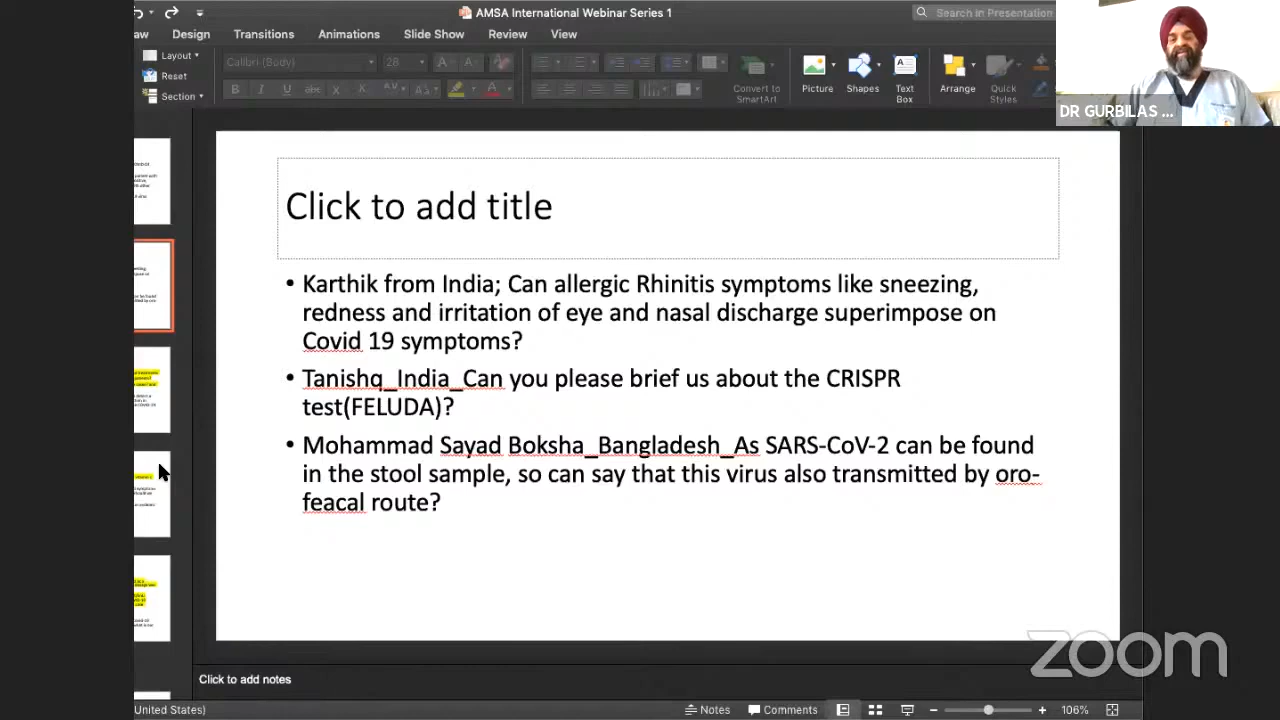 AMSA International Webinar Series 1
Search in Presentation
aw Design Transitions Animations Slide Show Review View
Layout
Reset
Section
Calibri (Body) 28
Convert to SmartArt
Picture
Shapes
Text Box
Arrange
Quick Styles
DR GURBILAS ...
Click to add title
• Karthik from India; Can allergic Rhinitis symptoms like sneezing,
redness and irritation of eye and nasal discharge superimpose on
Covid 19 symptoms?
• Tanishq_India_Can you please brief us about the CRISPR
test(FELUDA)?
• Mohammad Sayad Boksha_Bangladesh_As SARS-CoV-2 can be found
in the stool sample, so can say that this virus also transmitted by oro-
feacal route?
zoom
Click to add notes
United States) Notes Comments 106%